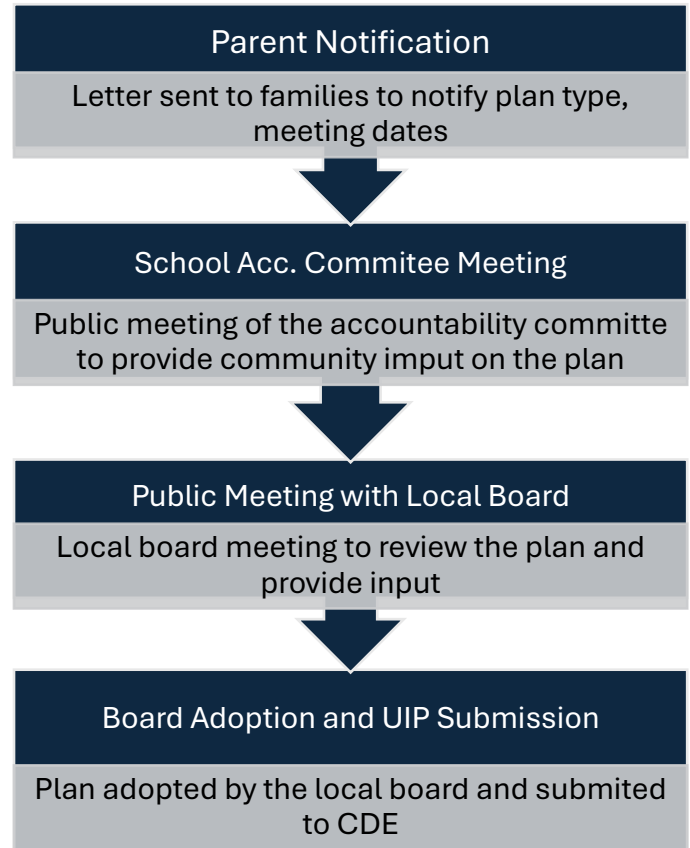 Parent Notification
Letter sent to families to notify plan type,
meeting dates
School Acc. Commitee Meeting
Public meeting of the accountability committe
to provide community imput on the plan
Public Meeting with Local Board
Local board meeting to review the plan and
provide input
Board Adoption and UIP Submission
Plan adopted by the local board and submited
to CDE